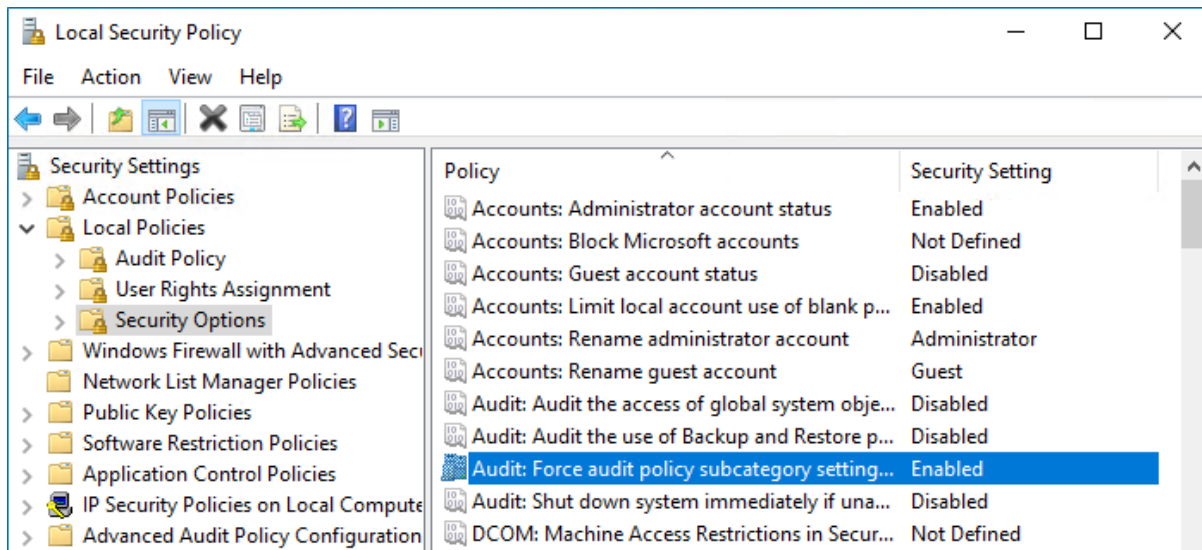 Local Security Policy
File Action View Help
Security Settings
Account Policies
Local Policies
Audit Policy
User Rights Assignment
Security Options
Windows Firewall with Advanced Secu
Network List Manager Policies
Public Key Policies
Software Restriction Policies
Application Control Policies
IP Security Policies on Local Compute
Advanced Audit Policy Configuration
Policy Security Setting
Accounts: Administrator account status Enabled
Accounts: Block Microsoft accounts Not Defined
Accounts: Guest account status Disabled
Accounts: Limit local account use of blank p... Enabled
Accounts: Rename administrator account Administrator
Accounts: Rename guest account Guest
Audit: Audit the access of global system obje... Disabled
Audit: Audit the use of Backup and Restore p... Disabled
Audit: Force audit policy subcategory setting... Enabled
Audit: Shut down system immediately if una... Disabled
DCOM: Machine Access Restrictions in Secur... Not Defined